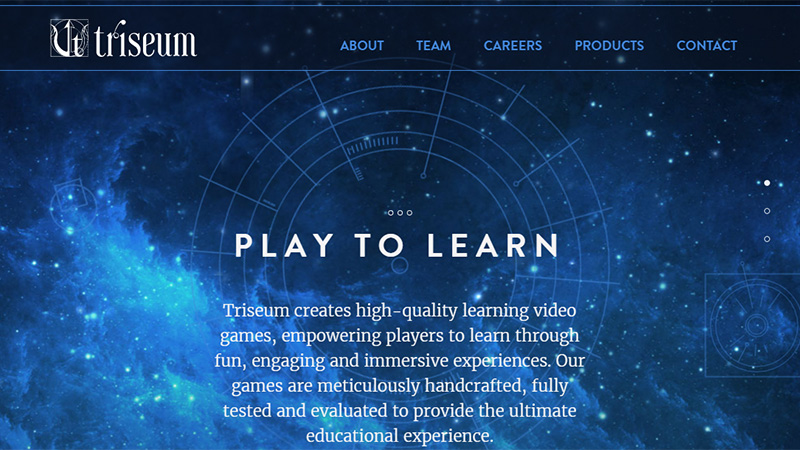 triseum
ABOUT TEAM CAREERS PRODUCTS CONTACT
PLAY TO LEARN
Triseum creates high-quality learning video
games, empowering players to learn through
fun, engaging and immersive experiences. Our
games are meticulously handcrafted, fully
tested and evaluated to provide the ultimate
educational experience.